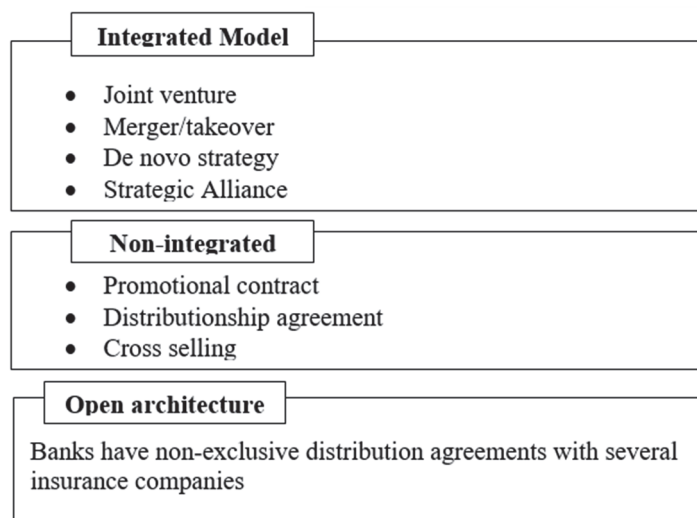 Integrated Model
• Joint venture
• Merger/takeover
• De novo strategy
• Strategic Alliance
Non-integrated
• Promotional contract
• Distributionship agreement
• Cross selling
Open architecture
Banks have non-exclusive distribution agreements with several
insurance companies